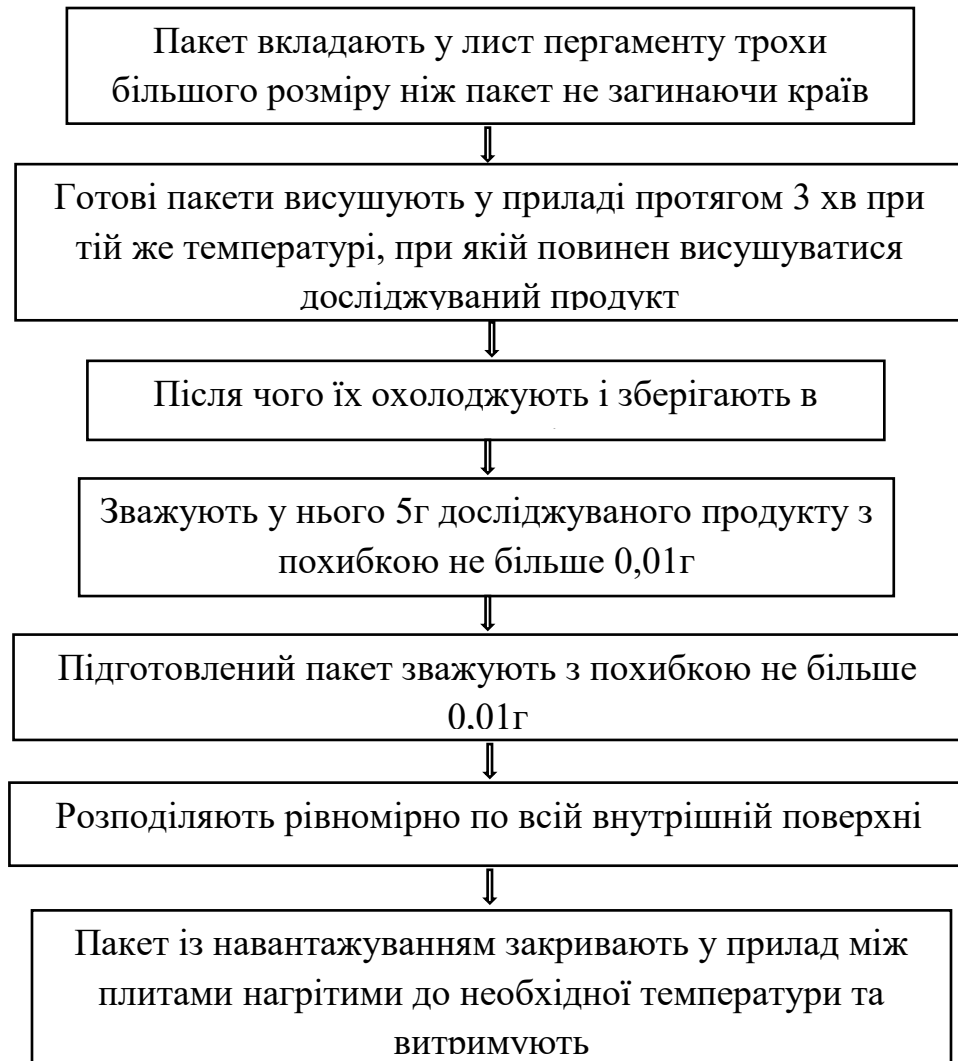 Пакет вкладають у лист пергаменту трохи
більшого розміру ніж пакет не загинаючи країв
Готові пакети висушують у приладі протягом 3 хв при
тій же температурі, при якій повинен висушуватися
досліджуваний продукт
Після чого їх охолоджують і зберігають в
Зважують у нього 5г досліджуваного продукту з
похибкою не більше 0,01г
Підготовлений пакет зважують з похибкою не більше
0,01г
Розподіляють рівномірно по всій внутрішній поверхні
Пакет із навантажуванням закривають у прилад між
плитами нагрітими до необхідної температури та
витримують